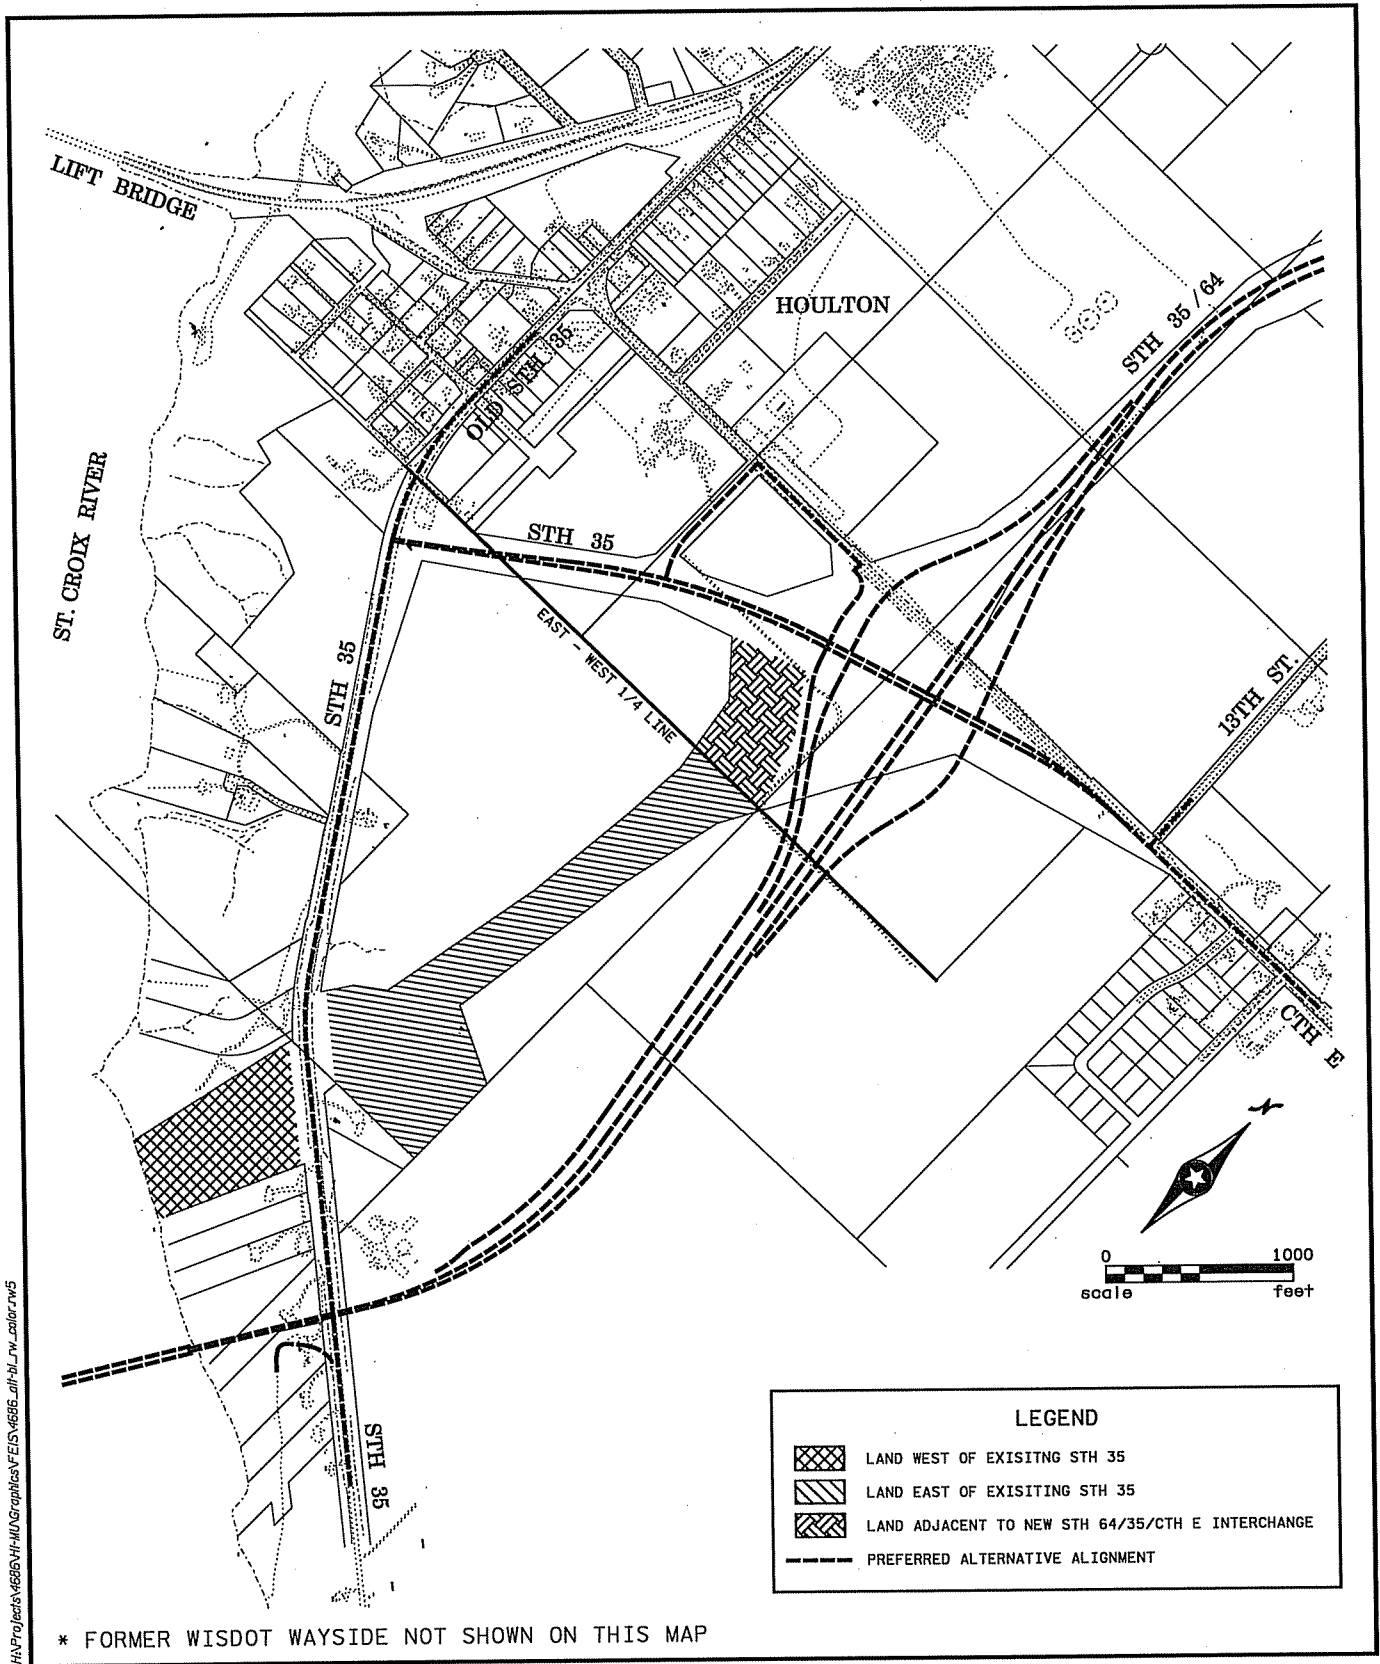 LIFT BRIDGE
HOULTON
STH 35 / 64
OLD STH 35
STH 35
ST. CROIX RIVER
EAST - WEST 1/4 LINE
STH 35
13TH ST.
CTH E
N
0 1000
scale feet
STH 35
LEGEND
LAND WEST OF EXISITNG STH 35
LAND EAST OF EXISITING STH 35
LAND ADJACENT TO NEW STH 64/35/CTH E INTERCHANGE
PREFERRED ALTERNATIVE ALIGNMENT
* FORMER WISDOT WAYSIDE NOT SHOWN ON THIS MAP